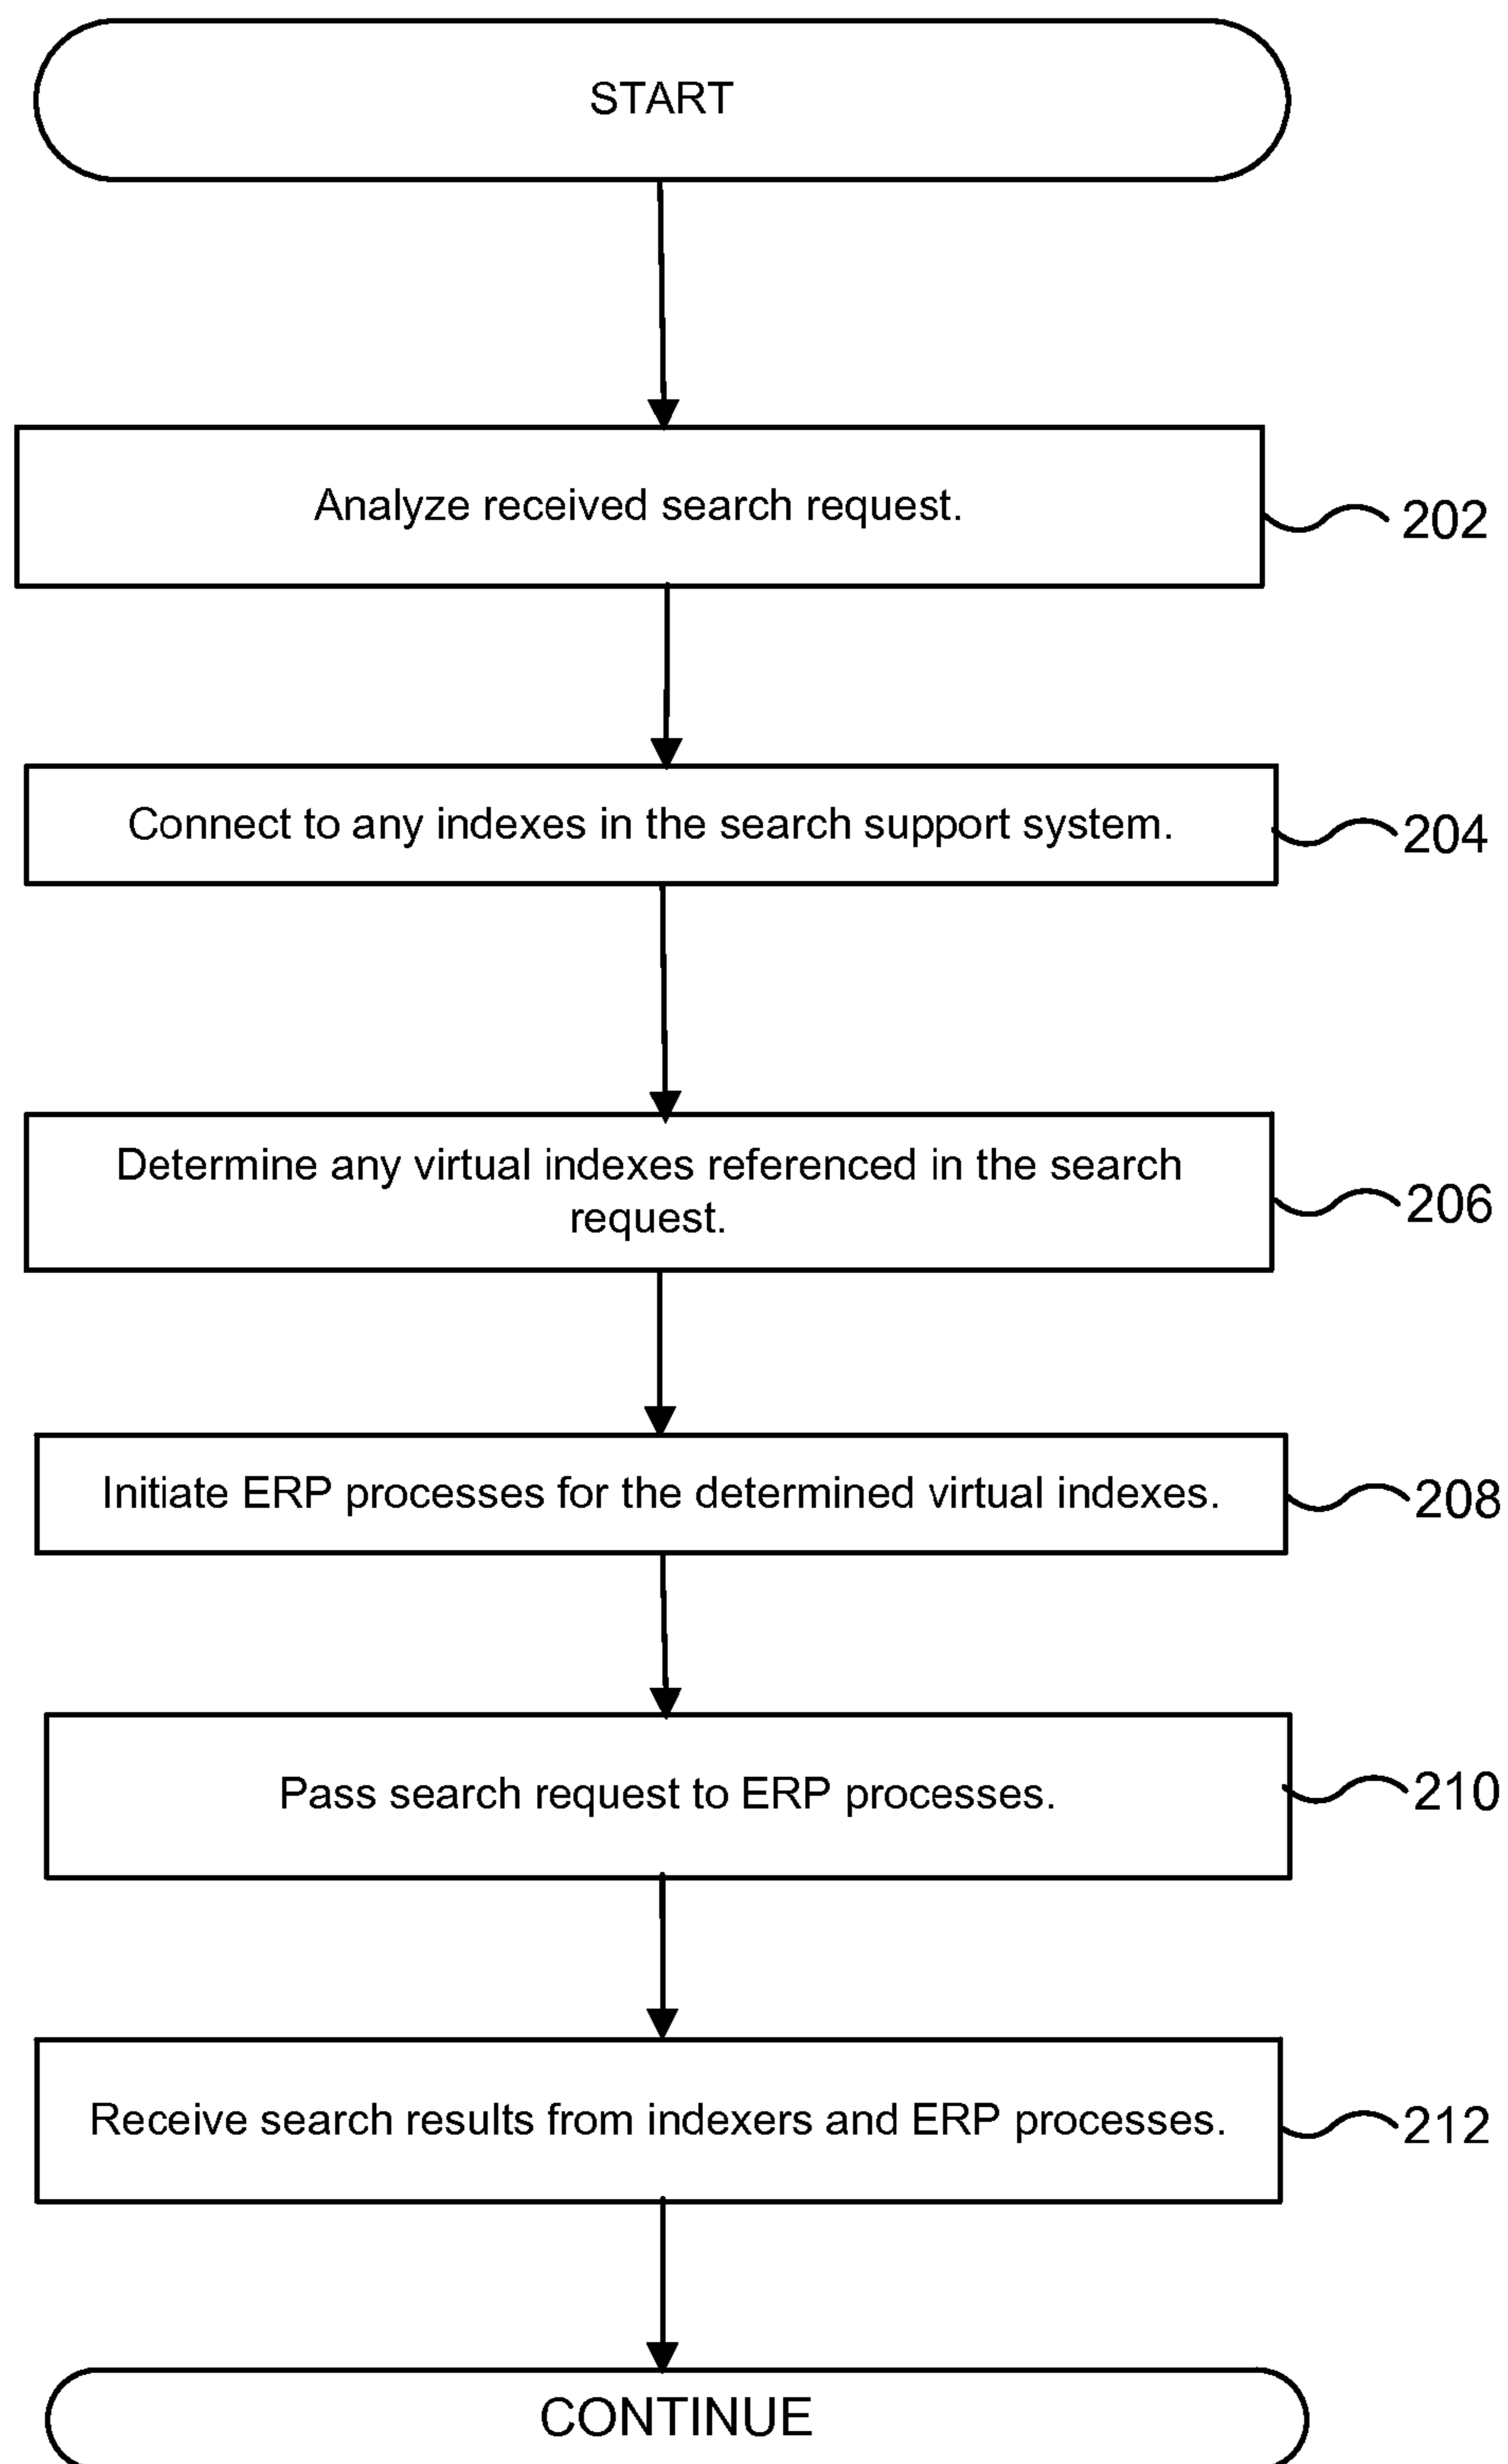 START
Analyze received search request.
202
Connect to any indexes in the search support system.
204
Determine any virtual indexes referenced in the search
request.
206
Initiate ERP processes for the determined virtual indexes.
208
Pass search request to ERP processes.
210
Receive search results from indexers and ERP processes.
212
CONTINUE